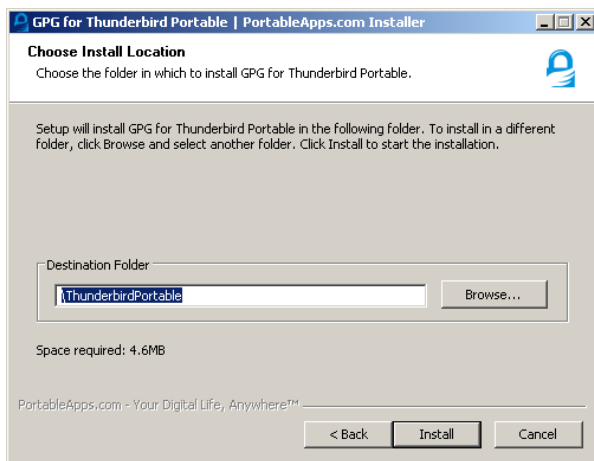 GPG for Thunderbird Portable | PortableApps.com Installer
Choose Install Location
Choose the folder in which to install GPG for Thunderbird Portable.
Setup will install GPG for Thunderbird Portable in the following folder. To install in a different
folder, click Browse and select another folder. Click Install to start the installation.
Destination Folder
\ThunderbirdPortable
Browse...
Space required: 4.6MB
PortableApps.com - Your Digital Life, Anywhere™
< Back
Install
Cancel